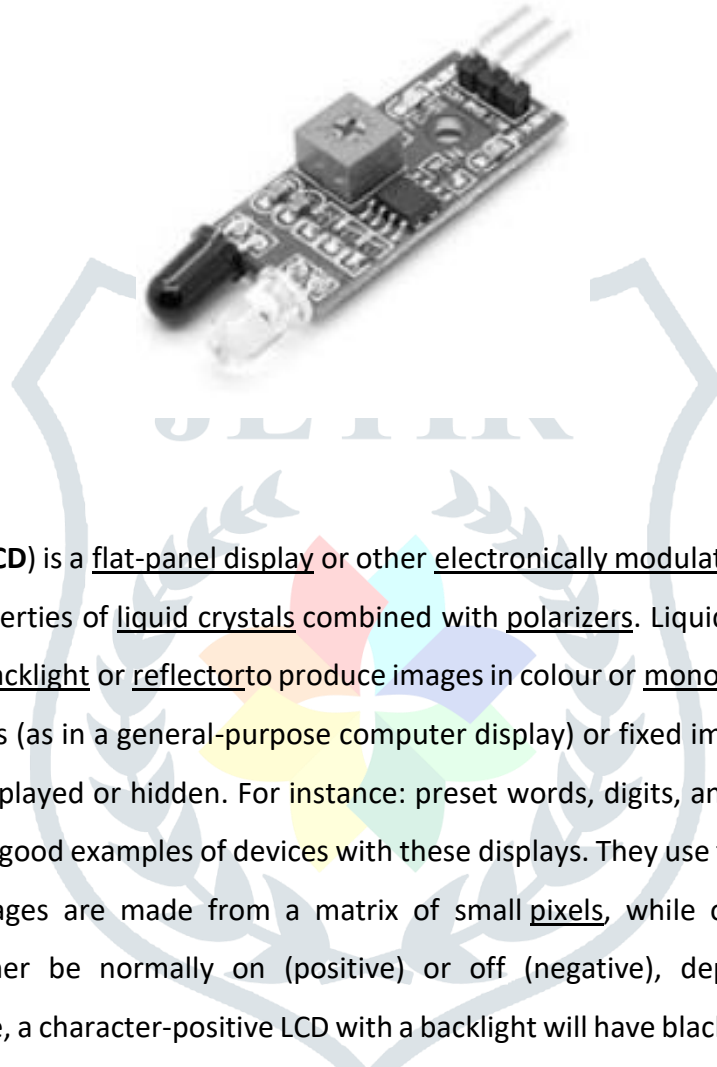 JETIR
CD) is a flat-panel display or other electronically modulat
erties of liquid crystals combined with polarizers. Liquid
acklight or reflectorto produce images in colour or mono
s (as in a general-purpose computer display) or fixed im
played or hidden. For instance: preset words, digits, an
good examples of devices with these displays. They use
ages are made from a matrix of small pixels, while o
her be normally on (positive) or off (negative), dep
e, a character-positive LCD with a backlight will have black